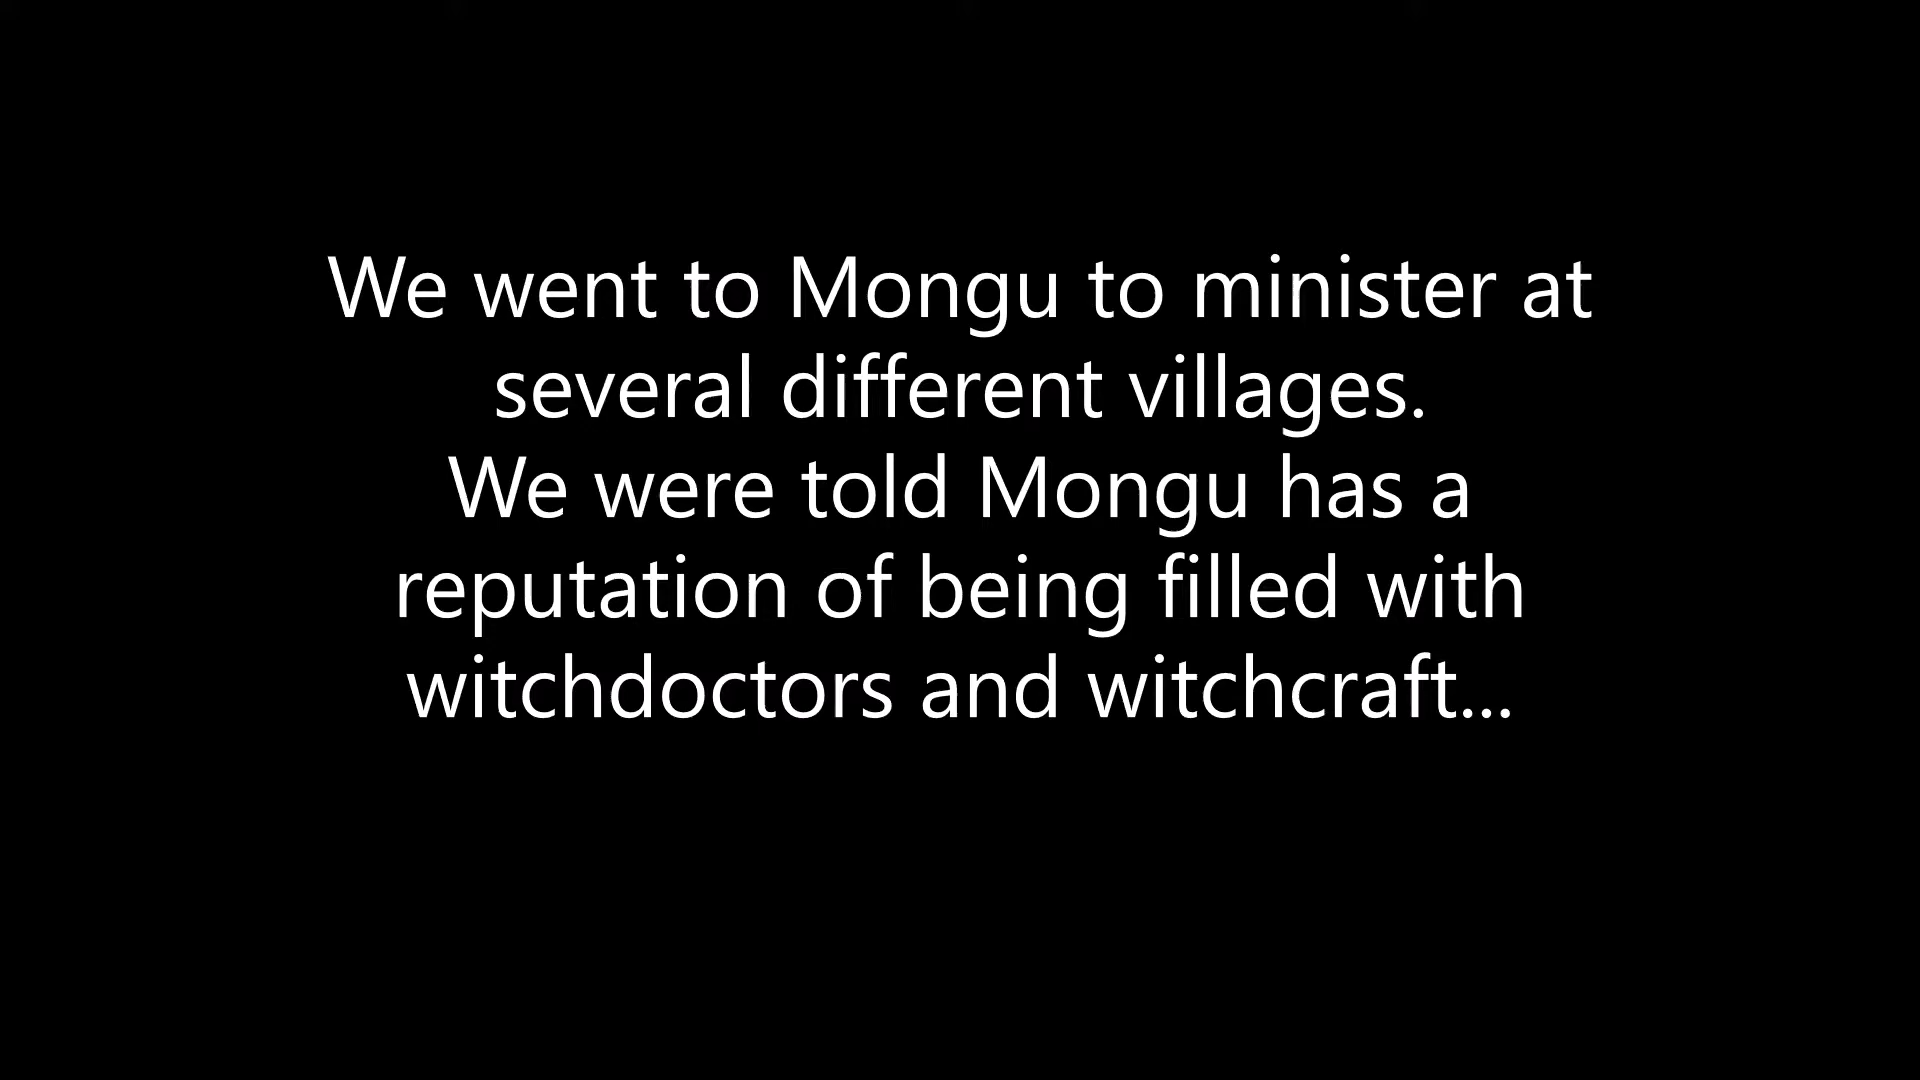 We went to Mongu to minister at
several different villages.
We were told Mongu has a
reputation of being filled with
witchdoctors and witchcraft...